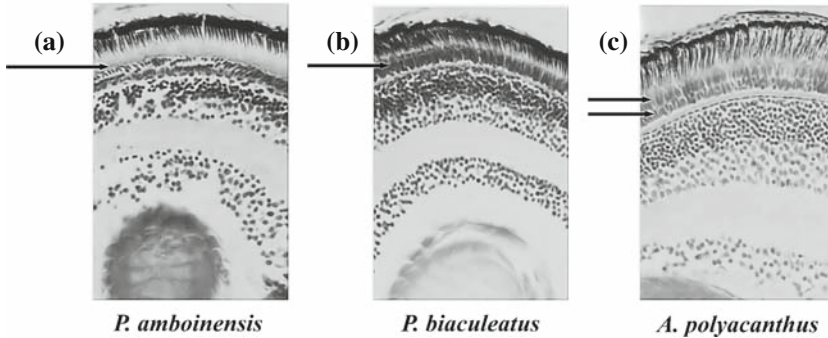 (a)
(b)
(c)
P. amboinensis
P. biaculeatus
A. polyacanthus